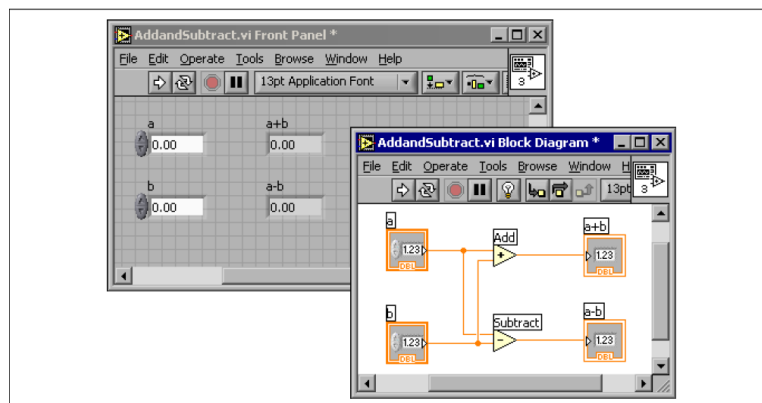 AddandSubtract.vi Front Panel *
File Edit Operate Tools Browse Window Help
13pt Application Font
3
a
0.00
a+b
0.00
b
0.00
a-b
0.00
AddandSubtract.vi Block Diagram *
File Edit Operate Tools Browse Window H
13pt
3
a
1.23
DBL
Add
+
a+b
1.23
DBL
b
1.23
DBL
Subtract
-
a-b
1.23
DBL